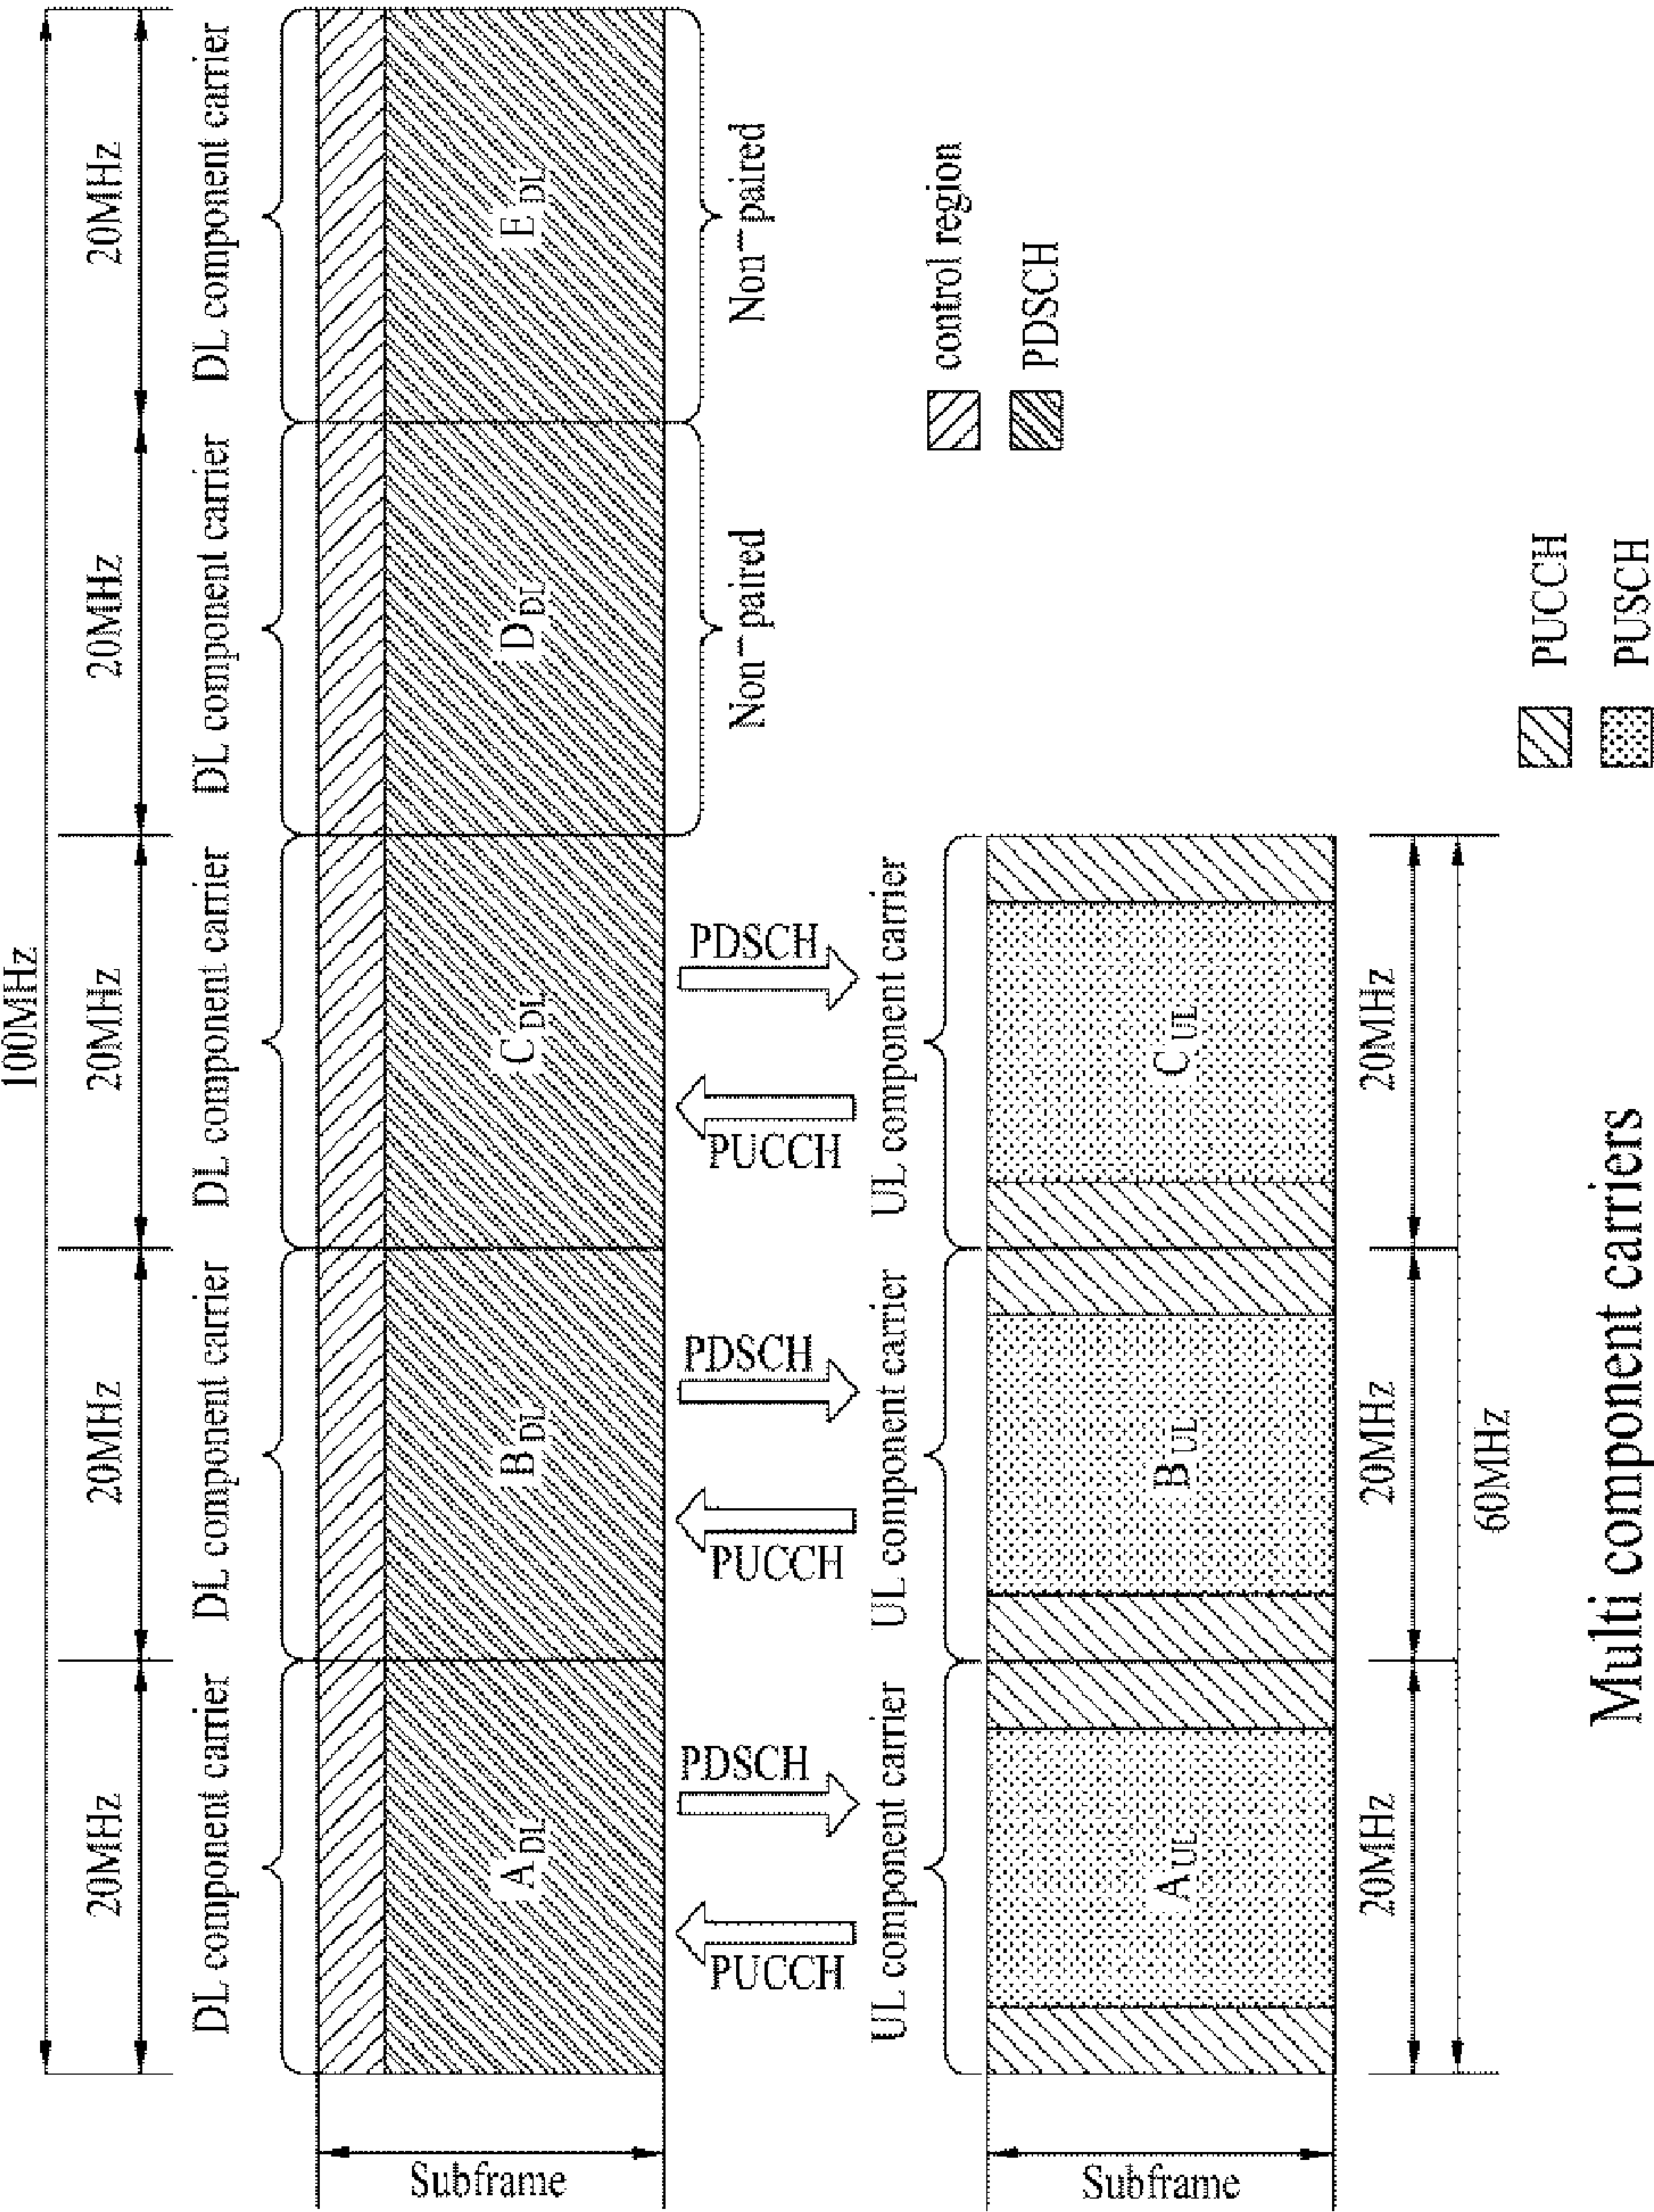 100MHz
20MHz 20MHz 20MHz 20MHz 20MHz
DL component carrier DL component carrier DL component carrier DL component carrier DL component carrier
Subframe
A DL B DL C DL D DL E DL
PUCCH PDSCH PUCCH PDSCH PUCCH PDSCH
Non-paired Non-paired
UL component carrier UL component carrier UL component carrier
control region
PDSCH
Subframe
A UL B UL C UL
20MHz 20MHz 20MHz
60MHz
PUCCH
PUSCH
Multi component carriers